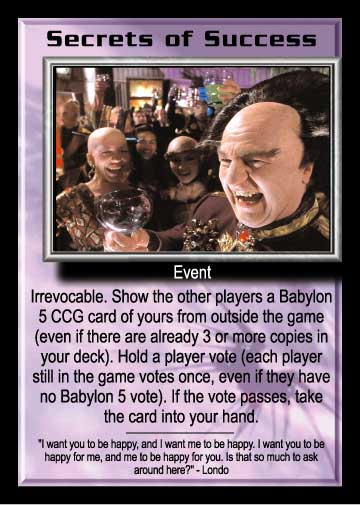 Secrets of Success
Event
Irrevocable. Show the other players a Babylon
5 CCG card of yours from outside the game
(even if there are already 3 or more copies in
your deck). Hold a player vote (each player
still in the game votes once, even if they have
no Babylon 5 vote). If the vote passes, take
the card into your hand.
"I want you to be happy, and I want me to be happy. I want you to be
happy for me, and me to be happy for you. Is that so much to ask
around here?" - Londo